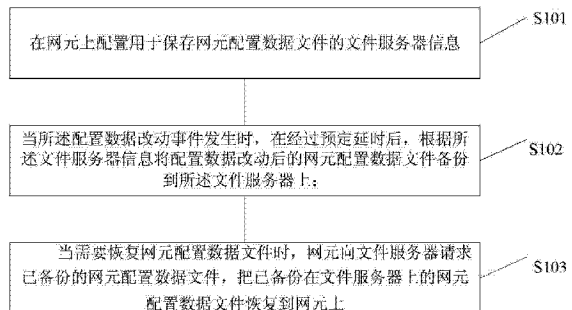 在网元上配置用于保存网元配置数据文件的文件服务器信息
S101
当所述配置数据改动事件发生时，在经过预定延时后，根据所
述文件服务器信息将配置数据改动后的网元配置数据文件备份
到所述文件服务器上；
S102
当需要恢复网元配置数据文件时，网元向文件服务器请求
已备份的网元配置数据文件，把已备份在文件服务器上的网元
配置数据文件恢复到网元上
S103